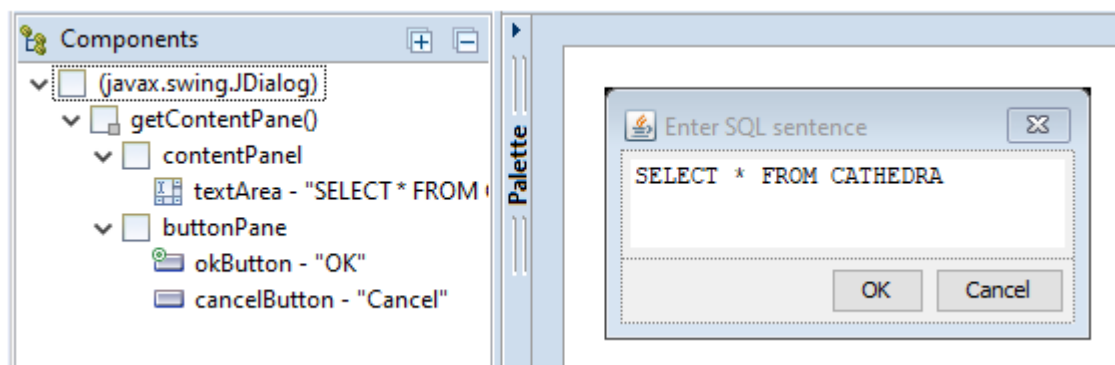 Components
(javax.swing.JDialog)
getContentPane()
contentPanel
textArea - "SELECT * FROM
buttonPane
okButton - "OK"
cancelButton - "Cancel"
Palette
Enter SQL sentence
SELECT * FROM CATHEDRA
OK Cancel